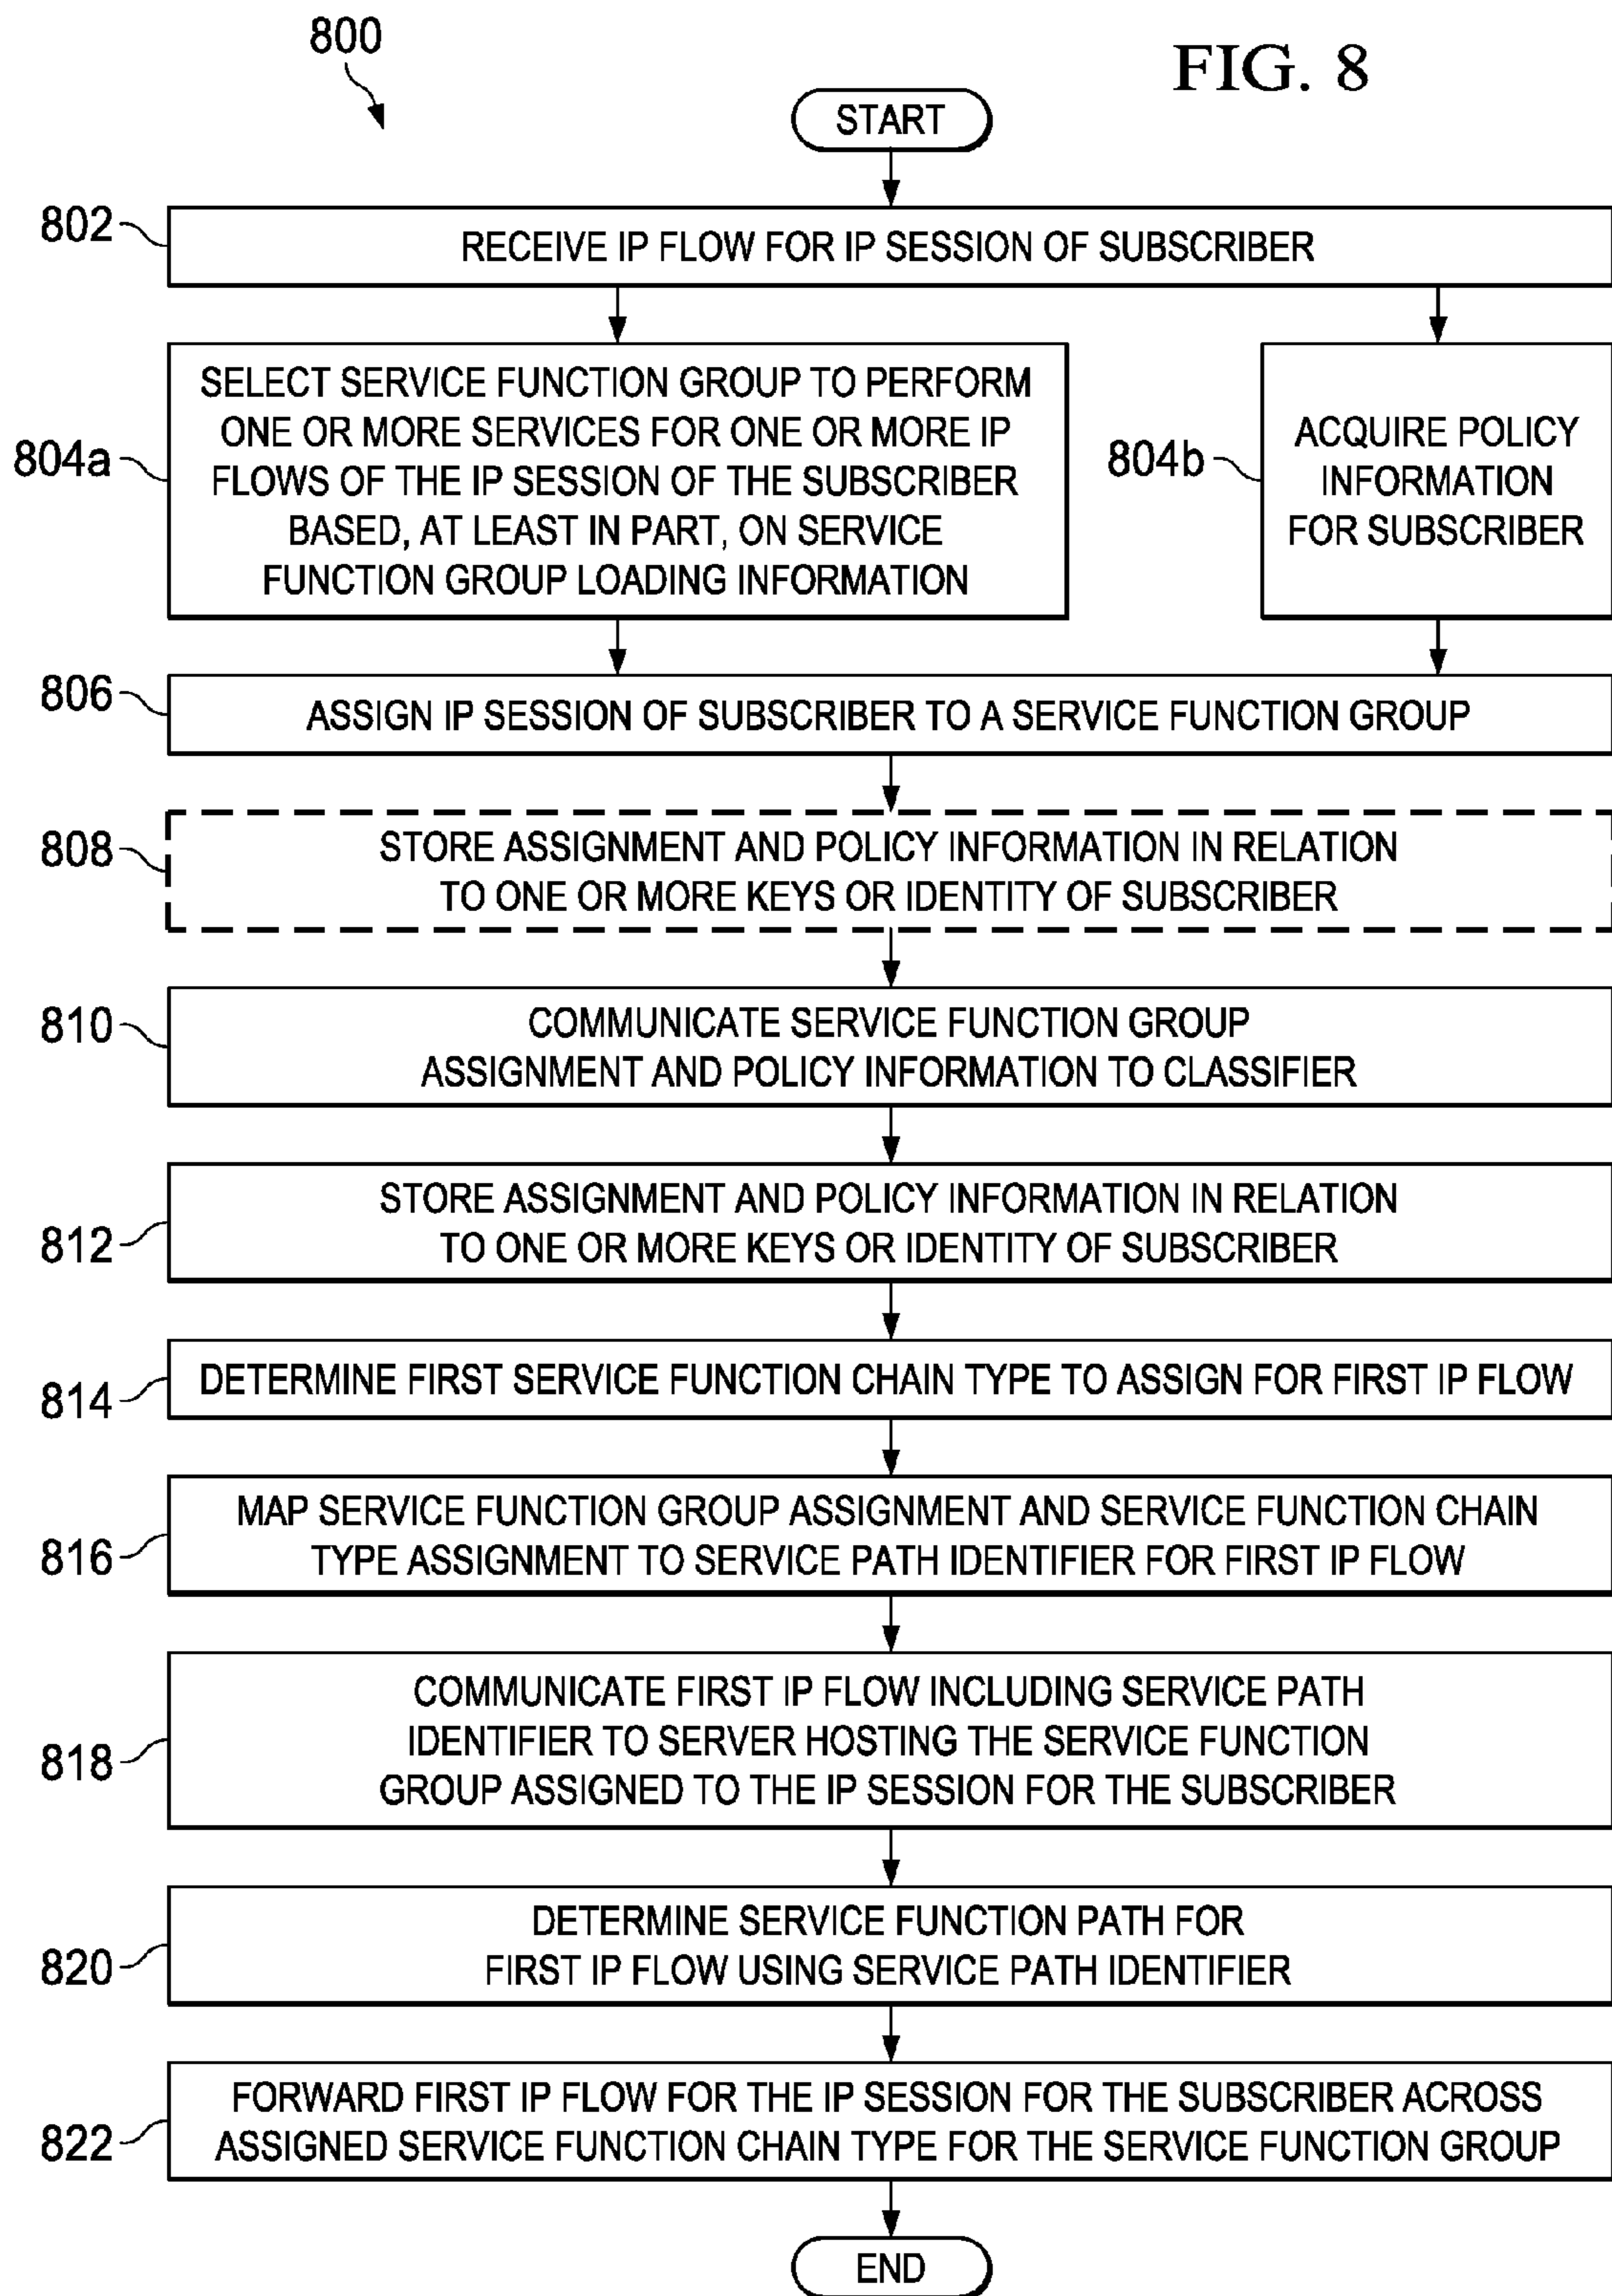 800
FIG. 8
START
802
RECEIVE IP FLOW FOR IP SESSION OF SUBSCRIBER
804a
SELECT SERVICE FUNCTION GROUP TO PERFORM
ONE OR MORE SERVICES FOR ONE OR MORE IP
FLOWS OF THE IP SESSION OF THE SUBSCRIBER
BASED, AT LEAST IN PART, ON SERVICE
FUNCTION GROUP LOADING INFORMATION
804b
ACQUIRE POLICY
INFORMATION
FOR SUBSCRIBER
806
ASSIGN IP SESSION OF SUBSCRIBER TO A SERVICE FUNCTION GROUP
808
STORE ASSIGNMENT AND POLICY INFORMATION IN RELATION
TO ONE OR MORE KEYS OR IDENTITY OF SUBSCRIBER
810
COMMUNICATE SERVICE FUNCTION GROUP
ASSIGNMENT AND POLICY INFORMATION TO CLASSIFIER
812
STORE ASSIGNMENT AND POLICY INFORMATION IN RELATION
TO ONE OR MORE KEYS OR IDENTITY OF SUBSCRIBER
814
DETERMINE FIRST SERVICE FUNCTION CHAIN TYPE TO ASSIGN FOR FIRST IP FLOW
816
MAP SERVICE FUNCTION GROUP ASSIGNMENT AND SERVICE FUNCTION CHAIN
TYPE ASSIGNMENT TO SERVICE PATH IDENTIFIER FOR FIRST IP FLOW
818
COMMUNICATE FIRST IP FLOW INCLUDING SERVICE PATH
IDENTIFIER TO SERVER HOSTING THE SERVICE FUNCTION
GROUP ASSIGNED TO THE IP SESSION FOR THE SUBSCRIBER
820
DETERMINE SERVICE FUNCTION PATH FOR
FIRST IP FLOW USING SERVICE PATH IDENTIFIER
822
FORWARD FIRST IP FLOW FOR THE IP SESSION FOR THE SUBSCRIBER ACROSS
ASSIGNED SERVICE FUNCTION CHAIN TYPE FOR THE SERVICE FUNCTION GROUP
END